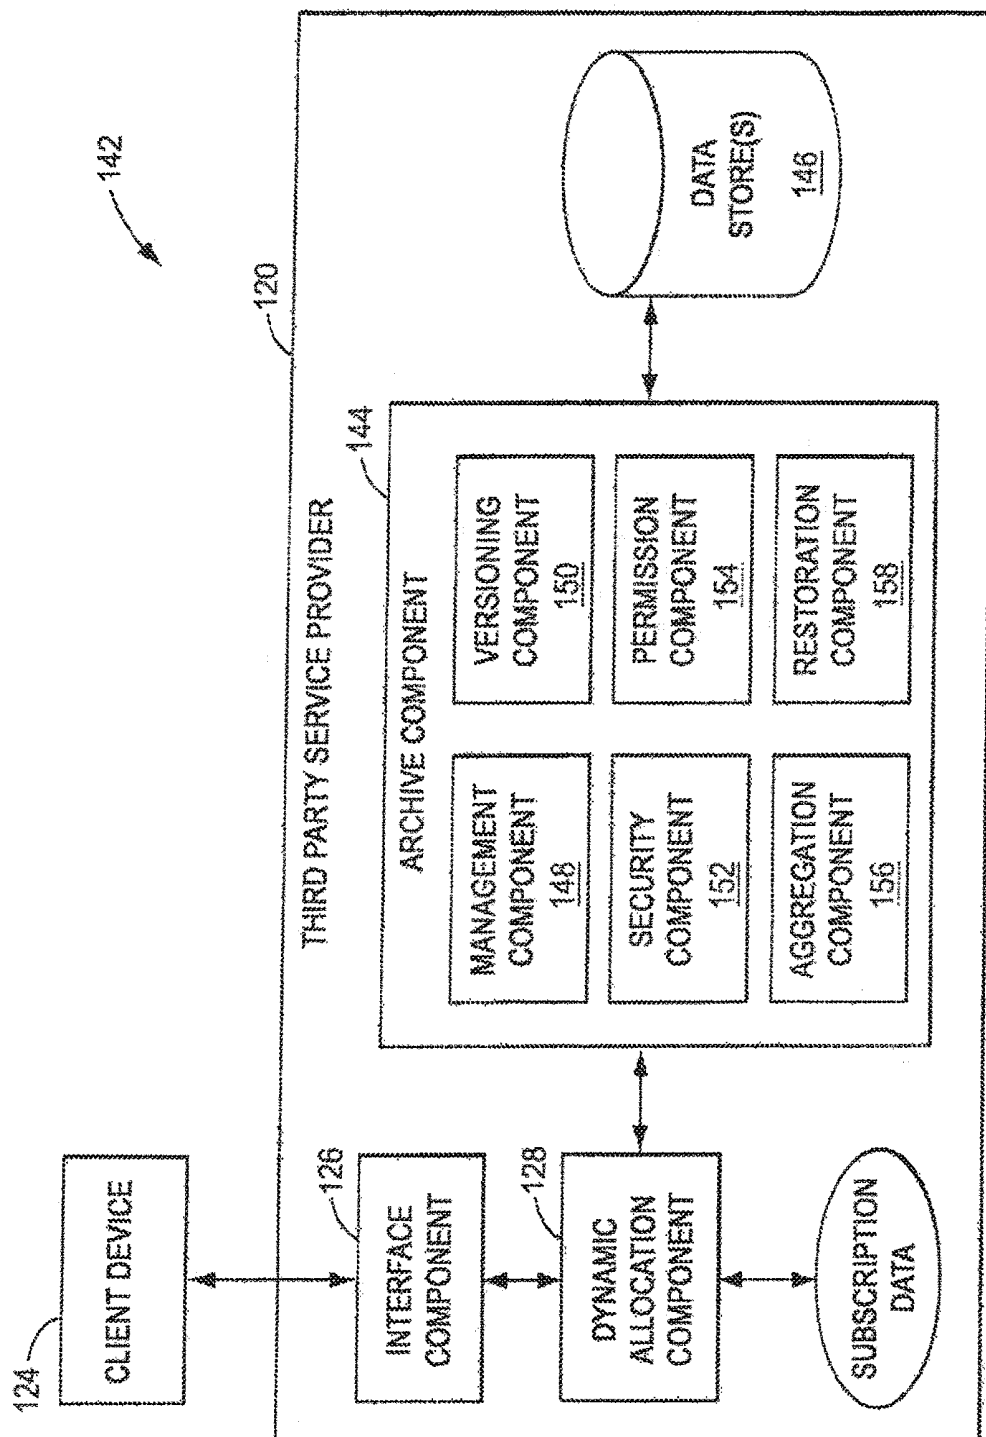 142
124
CLIENT DEVICE
120
THIRD PARTY SERVICE PROVIDER
126
INTERFACE
COMPONENT
144
ARCHIVE COMPONENT
MANAGEMENT
COMPONENT
148
VERSIONING
COMPONENT
150
128
DYNAMIC
ALLOCATION
COMPONENT
SECURITY
COMPONENT
152
PERMISSION
COMPONENT
154
DATA
STORE(S)
146
AGGREGATION
COMPONENT
156
RESTORATION
COMPONENT
158
SUBSCRIPTION
DATA